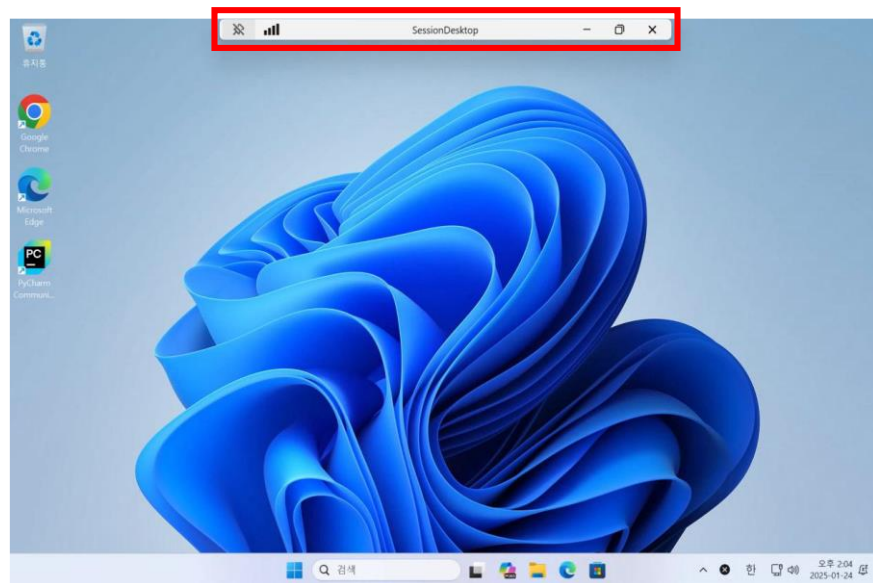 SessionDesktop
휴지통
Google
Chrome
Microsoft
Edge
PC
PyCharm
Communi...
검색
한
오후 2:04
2025-01-24